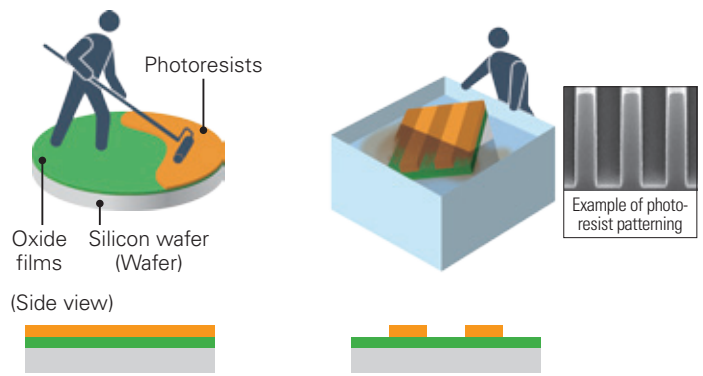 Photoresists
Oxide
films
Silicon wafer
(Wafer)
Example of photo-
resist patterning
(Side view)